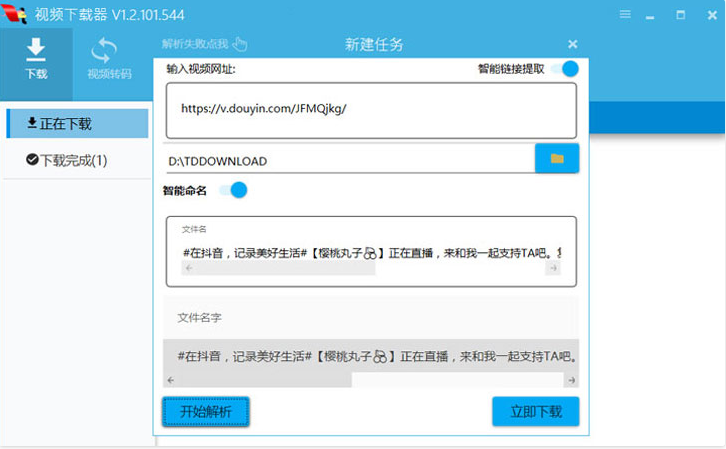 视频下载器 V1.2.101.544
下载
视频转码
解析失败点我
新建任务
正在下载
下载完成(1)
输入视频网址:
智能链接提取
https://v.douyin.com/JFMQjkg/
D:\TDDOWNLOAD
智能命名
文件名
#在抖音，记录美好生活#【樱桃丸子】正在直播，来和我一起支持TA吧。
文件名字
#在抖音，记录美好生活#【樱桃丸子】正在直播，来和我一起支持TA吧。
开始解析
立即下载